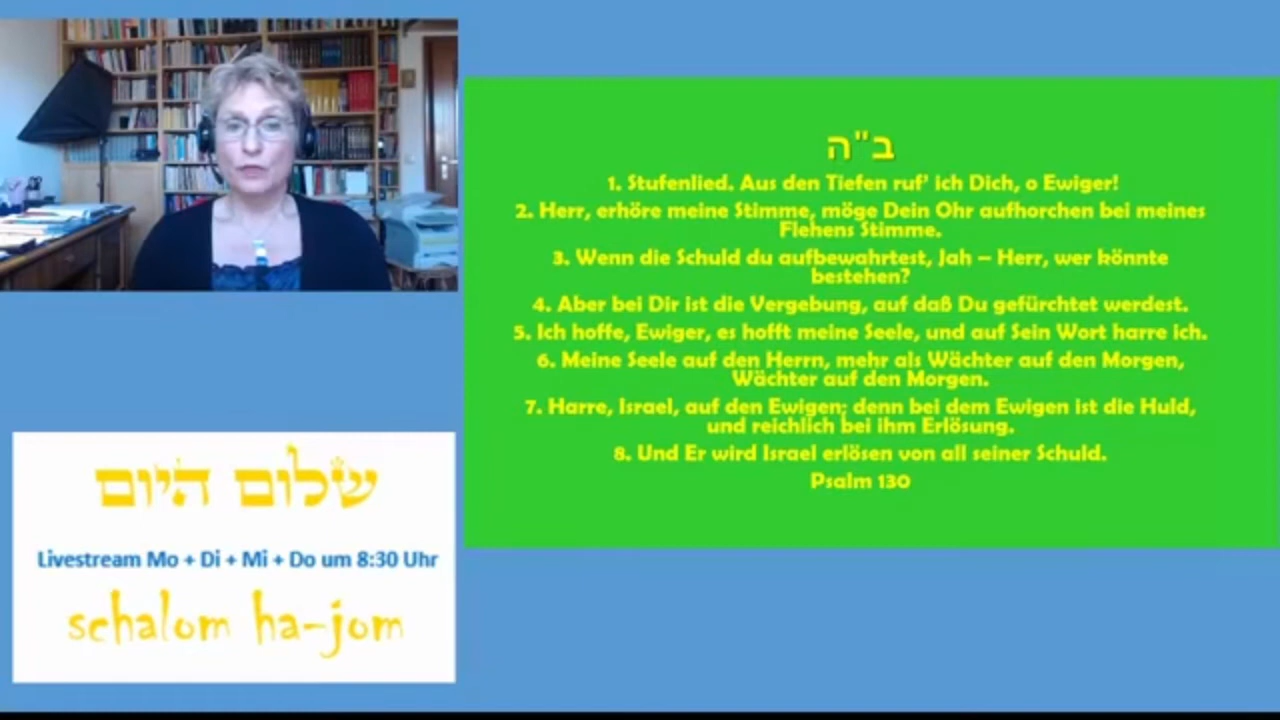 ב"ה
1. Stufenlied. Aus den Tiefen ruf' ich Dich, o Ewiger!
2. Herr, erhöre meine Stimme, möge Dein Ohr aufhorchen bei meines
Flehens Stimme.
3. Wenn die Schuld du aufbewahrtest, Jah – Herr, wer könnte
bestehen?
4. Aber bei Dir ist die Vergebung, auf daß Du gefürchtet werdest.
5. Ich hoffe, Ewiger, es hofft meine Seele, und auf Sein Wort harre ich.
6. Meine Seele auf den Herrn, mehr als Wächter auf den Morgen,
Wächter auf den Morgen.
7. Harre, Israel, auf den Ewigen; denn bei dem Ewigen ist die Huld,
und reichlich bei ihm Erlösung.
8. Und Er wird Israel erlösen von all seiner Schuld.
Psalm 130
שלום היום
Livestream Mo + Di + Mi + Do um 8:30 Uhr
schalom ha-jom